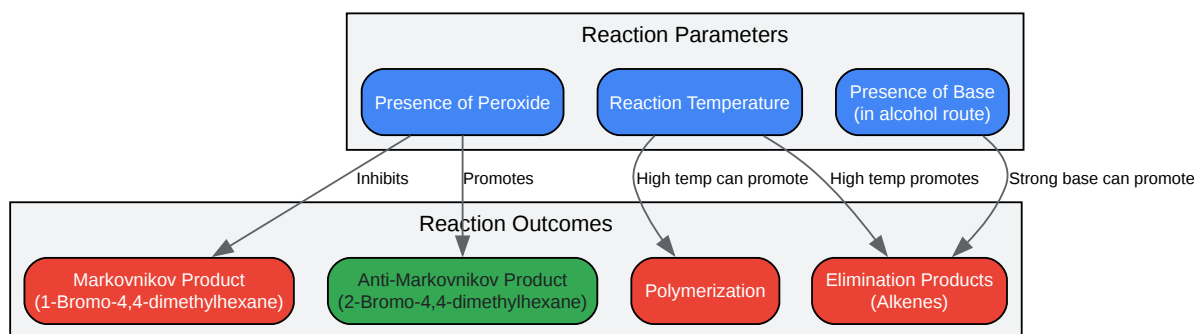 Reaction Parameters
Presence of Peroxide
Reaction Temperature
Presence of Base
(in alcohol route)
Inhibits
Promotes
High temp can promote
High temp promotes
Strong base can promote
Reaction Outcomes
Markovnikov Product
(1-Bromo-4,4-dimethylhexane)
Anti-Markovnikov Product
(2-Bromo-4,4-dimethylhexane)
Polymerization
Elimination Products
(Alkenes)